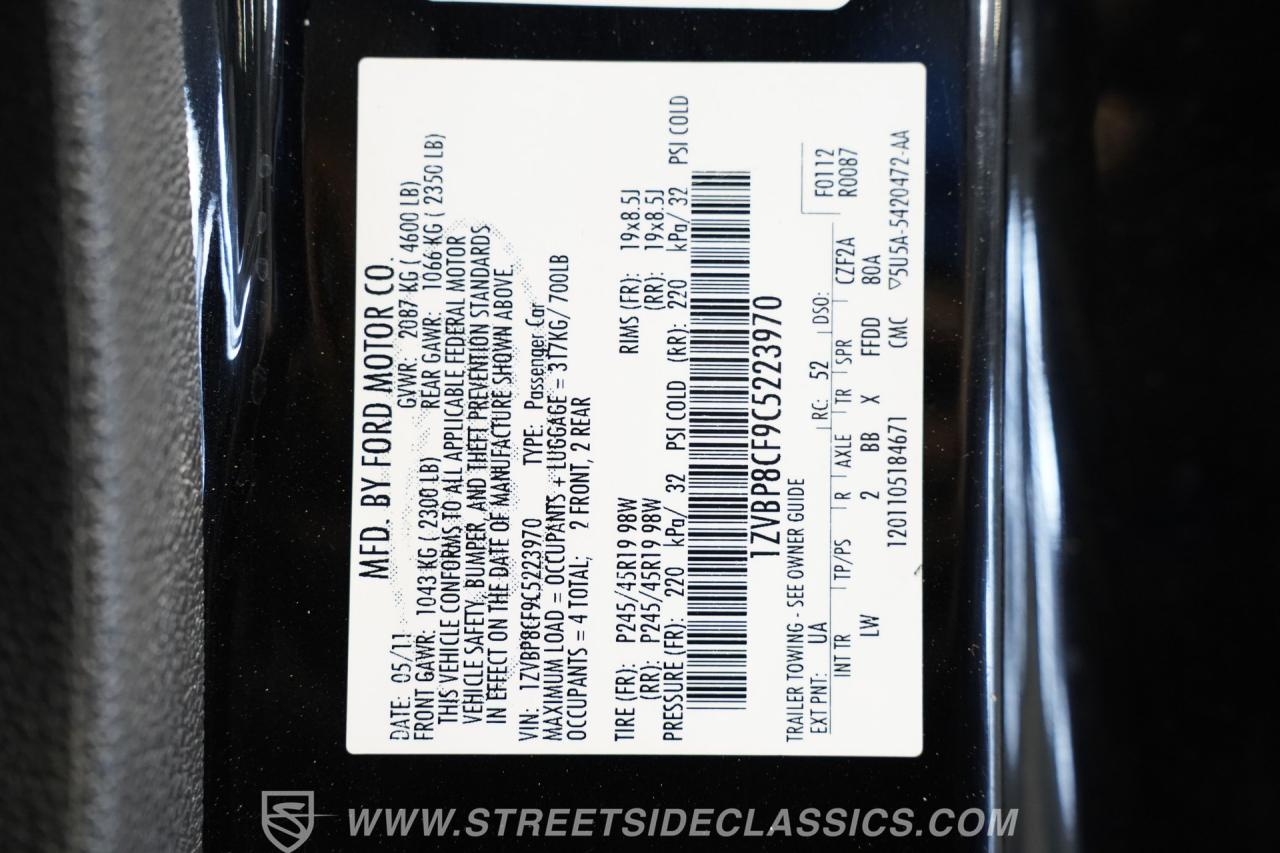 MFD. BY FORD MOTOR CO.
DATE: 05/11 GVWR: 2087 KG ( 4600 LB)
FRONT GAWR: 1043 KG ( 2300 LB) REAR GAWR: 1066 KG ( 2350 LB)
THIS VEHICLE CONFORMS TO ALL APPLICABLE FEDERAL MOTOR
VEHICLE SAFETY, BUMPER, AND THEFT PREVENTION STANDARDS
IN EFFECT ON THE DATE OF MANUFACTURE SHOWN ABOVE.
VIN: 1ZVBP8CF9C5223970 TYPE: Passenger Car
MAXIMUM LOAD = OCCUPANTS + LUGGAGE = 317KG/ 700LB
OCCUPANTS = 4 TOTAL; 2 FRONT, 2 REAR
TIRE (FR): P245/45R19 98W RIMS (FR): 19x8.5J
(RR): P245/45R19 98W (RR): 19x8.5J
PRESSURE (FR): 220 kPa/ 32 PSI COLD (RR): 220 kPa/ 32 PSI COLD
1ZVBP8CF9C5223970
TRAILER TOWING - SEE OWNER GUIDE
F0112
R0087
EXT PNT: UA RC: 52 DSO:
INT TR TP/PS R AXLE TR SPR CZF2A
LW 2 BB X FFDD 80A
1201105184671 CMC ▽5U5A-5420472-AA
WWW.STREETSIDECLASSICS.COM